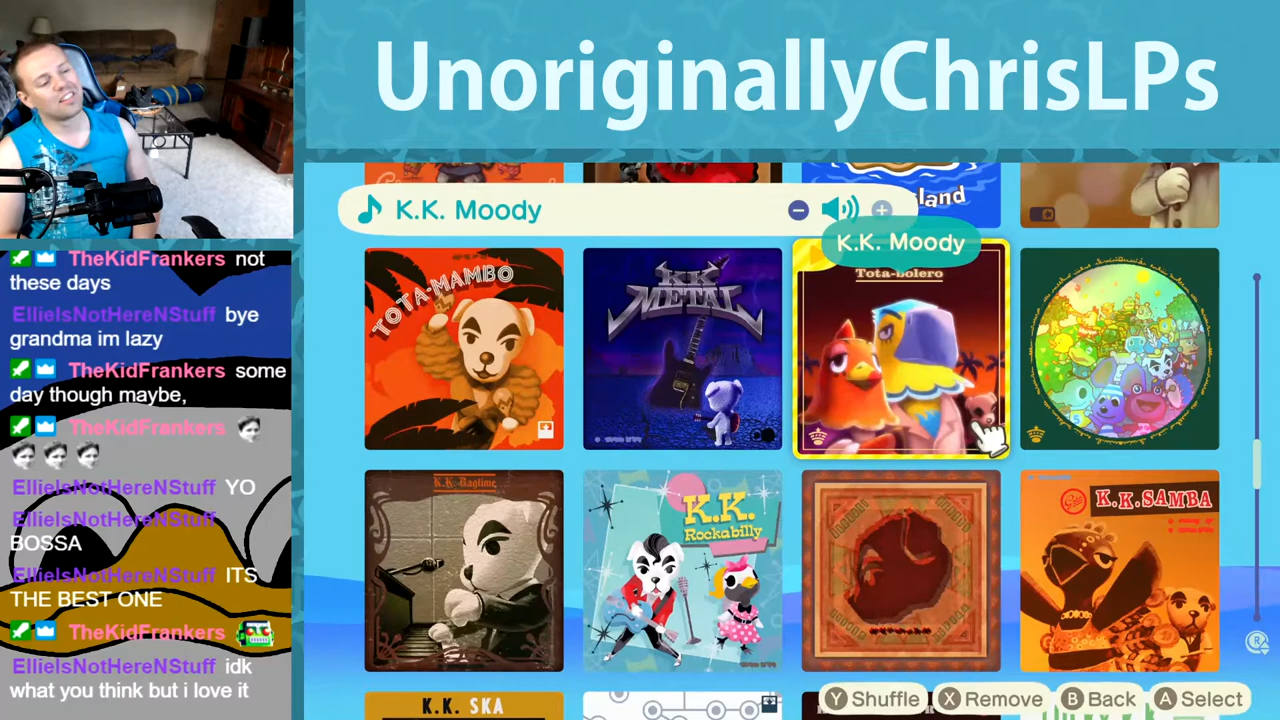 UnoriginallyChrisLPs
land
K.K. Moody
K.K. Moody
TOTA-MAMBO
KK METAL
Tota-bolero
K.K. Ragtime
K.K. Rockabilly
K.K. SAMBA
K.K. SKA
Y Shuffle X Remove B Back A Select
R
TheKidFrankers not
these days
EllieIsNotHereNStuff bye
grandma im lazy
TheKidFrankers some
day though maybe,
TheKidFrankers
EllieIsNotHereNStuff YO
EllieIsNotHereNStuff
BOSSA
EllieIsNotHereNStuff ITS
THE BEST ONE
TheKidFrankers
EllieIsNotHereNStuff idk
what you think but i love it